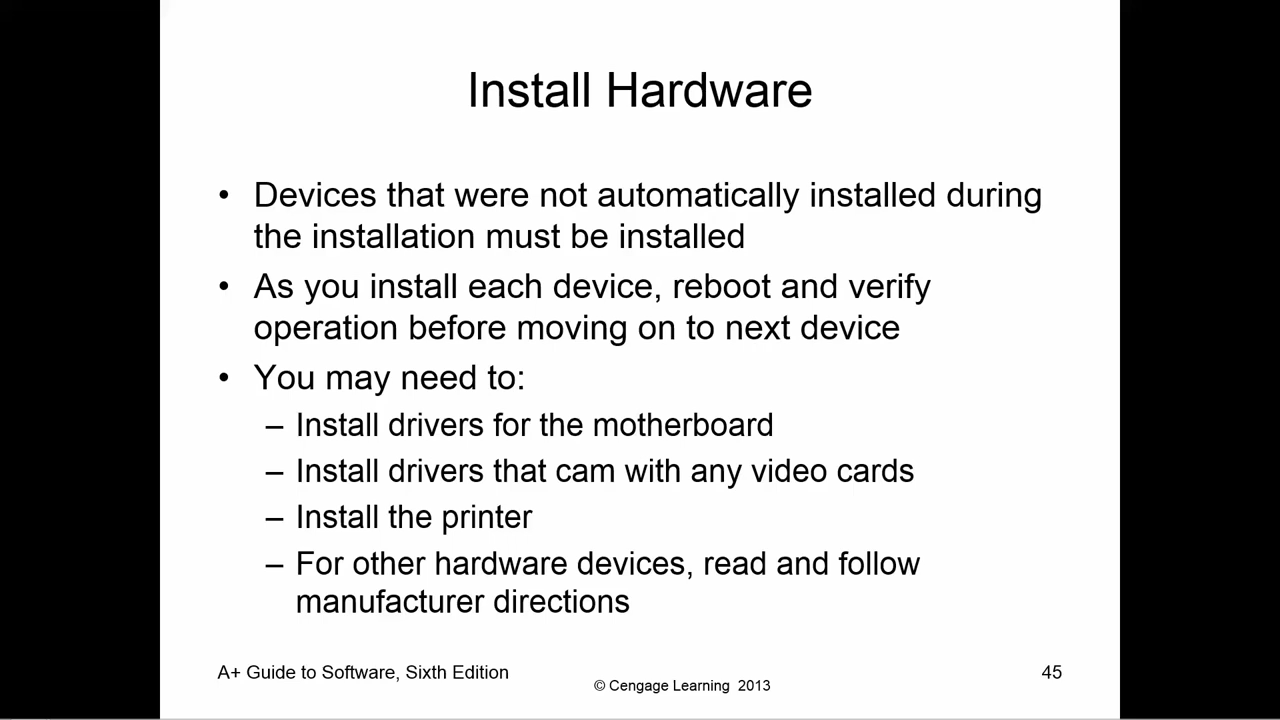 Install Hardware
• Devices that were not automatically installed during
the installation must be installed
• As you install each device, reboot and verify
operation before moving on to next device
• You may need to:
– Install drivers for the motherboard
– Install drivers that cam with any video cards
– Install the printer
– For other hardware devices, read and follow
manufacturer directions
A+ Guide to Software, Sixth Edition
© Cengage Learning 2013
45